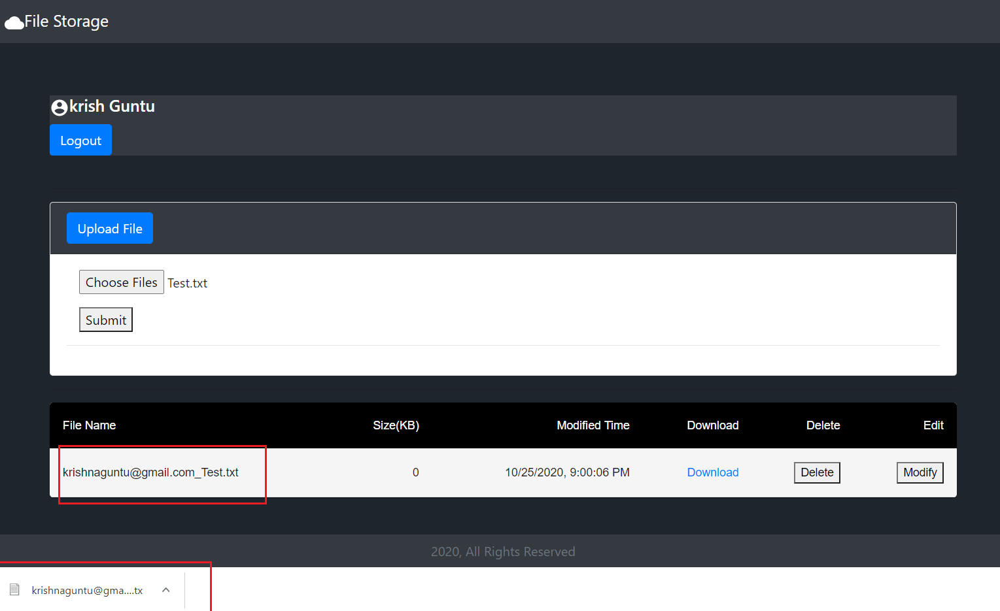 File Storage
krish Guntu
Logout
Upload File
Choose Files Test.txt
Submit
File Name Size(KB) Modified Time Download Delete Edit
krishnaguntu@gmail.com_Test.txt 0 10/25/2020, 9:00:06 PM Download Delete Modify
2020, All Rights Reserved
krishnaguntu@gma....tx